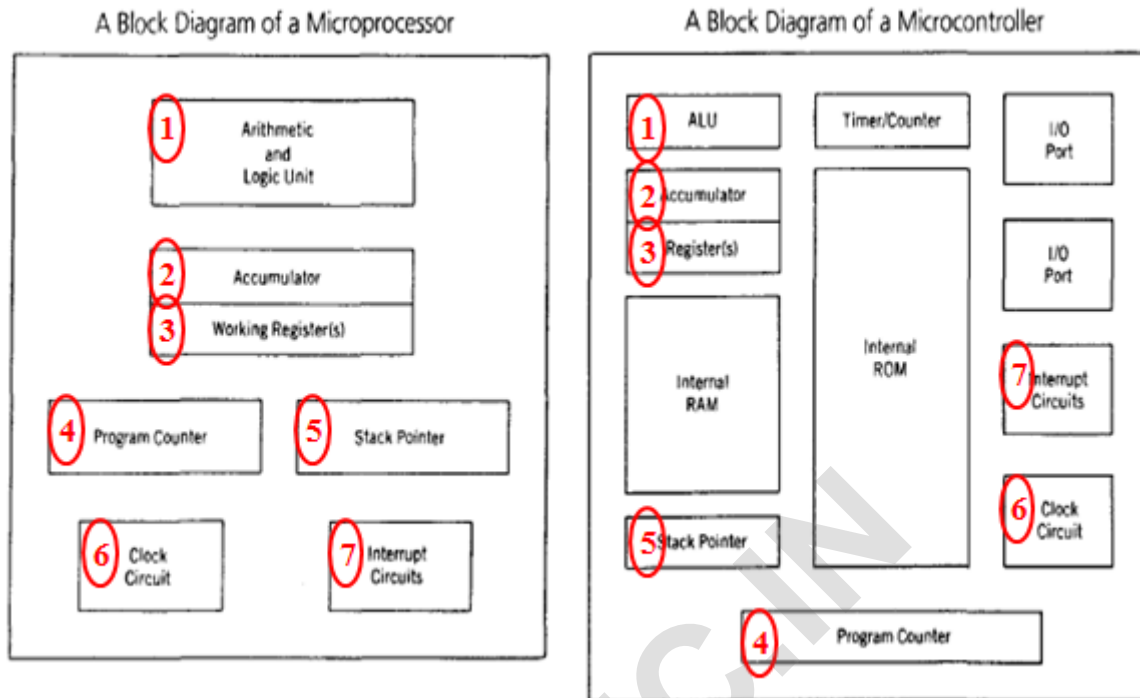 A Block Diagram of a Microprocessor
1
Arithmetic
and
Logic Unit
2
Accumulator
3
Working Register(s)
4
Program Counter
5
Stack Pointer
6
Clock
Circuit
7
Interrupt
Circuits
A Block Diagram of a Microcontroller
1
ALU
Timer/Counter
I/O
Port
2
Accumulator
3
Register(s)
I/O
Port
Internal
RAM
Internal
ROM
7
Interrupt
Circuits
5
Stack Pointer
6
Clock
Circuit
4
Program Counter
C.IN